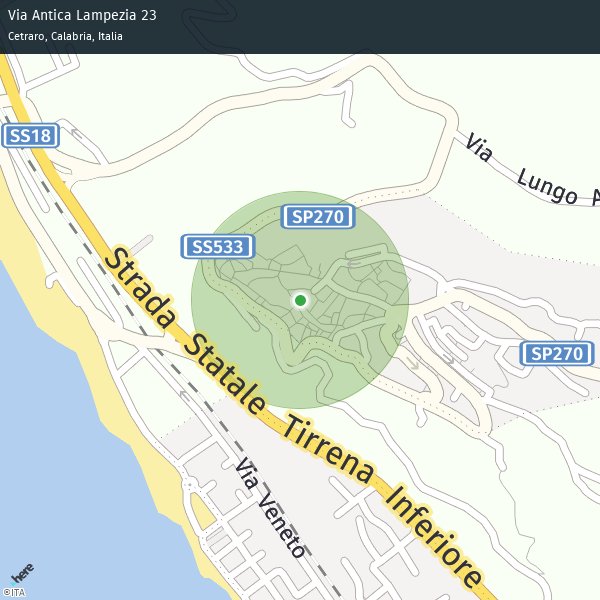 Via Antica Lampezia 23
Cetraro, Calabria, Italia
SS18
Via Lungo A
SP270
SS533
Strada Statale Tirrena Inferiore
SP270
Via Veneto
here
©ITA